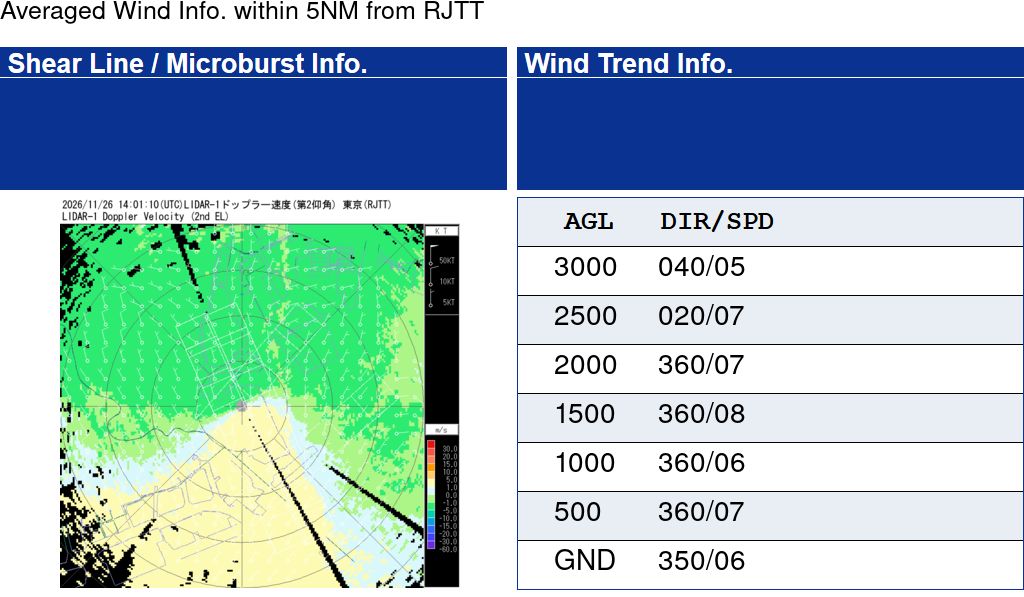 Averaged Wind Info. within 5NM from RJTT
Shear Line / Microburst Info.
Wind Trend Info.
2026/11/26 14:01:10(UTC)LIDAR-1ドップラー速度(第2仰角) 東京(RJTT)
LIDAR-1 Doppler Velocity (2nd EL)
KT
50KT
10KT
5KT
m/s
30.0
20.0
15.0
10.0
5.0
1.0
0.0
-1.0
-5.0
-10.0
-15.0
-20.0
-30.0
-60.0
AGL DIR/SPD
3000 040/05
2500 020/07
2000 360/07
1500 360/08
1000 360/06
500 360/07
GND 350/06